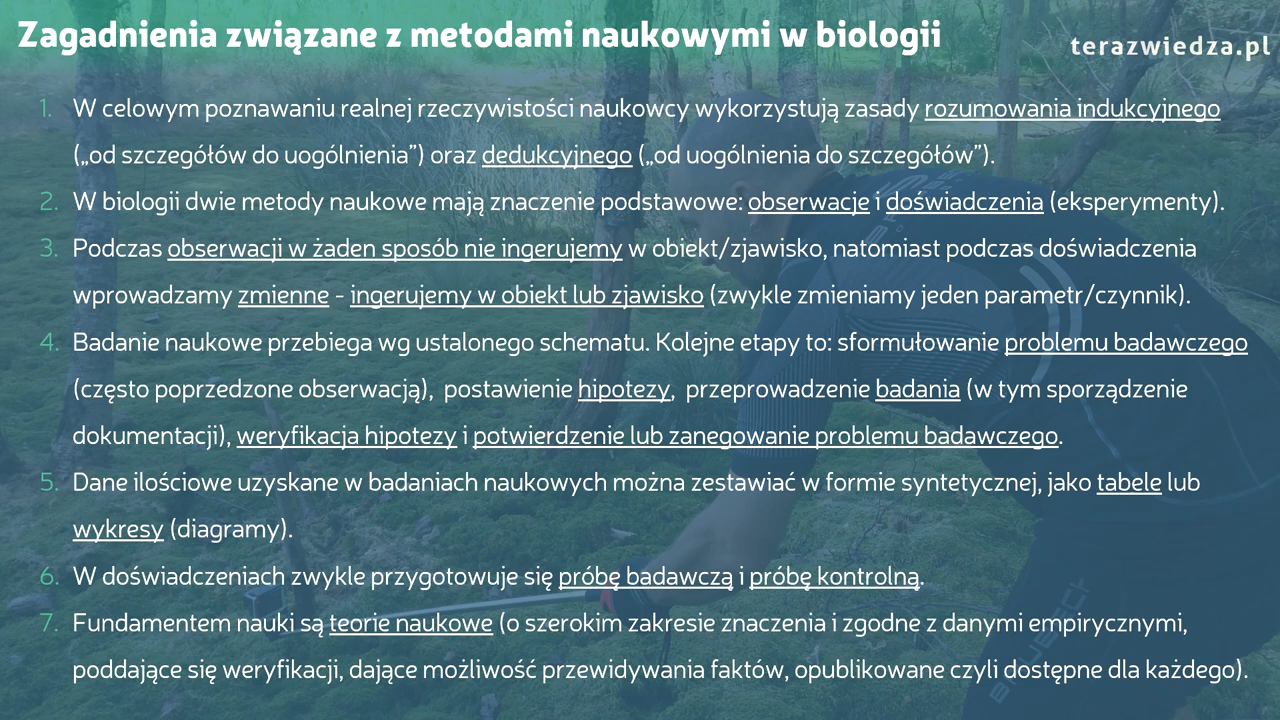 Zagadnienia związane z metodami naukowymi w biologii
terazwiedza.pl
1. W celowym poznawaniu realnej rzeczywistości naukowcy wykorzystują zasady rozumowania indukcyjnego
(„od szczegółów do uogólnienia”) oraz dedukcyjnego („od uogólnienia do szczegółów”).
2. W biologii dwie metody naukowe mają znaczenie podstawowe: obserwacje i doświadczenia (eksperymenty).
3. Podczas obserwacji w żaden sposób nie ingerujemy w obiekt/zjawisko, natomiast podczas doświadczenia
wprowadzamy zmienne - ingerujemy w obiekt lub zjawisko (zwykle zmieniamy jeden parametr/czynnik).
4. Badanie naukowe przebiega wg ustalonego schematu. Kolejne etapy to: sformułowanie problemu badawczego
(często poprzedzone obserwacją), postawienie hipotezy, przeprowadzenie badania (w tym sporządzenie
dokumentacji), weryfikacja hipotezy i potwierdzenie lub zanegowanie problemu badawczego.
5. Dane ilościowe uzyskane w badaniach naukowych można zestawiać w formie syntetycznej, jako tabele lub
wykresy (diagramy).
6. W doświadczeniach zwykle przygotowuje się próbę badawczą i próbę kontrolną.
7. Fundamentem nauki są teorie naukowe (o szerokim zakresie znaczenia i zgodne z danymi empirycznymi,
poddające się weryfikacji, dające możliwość przewidywania faktów, opublikowane czyli dostępne dla każdego).